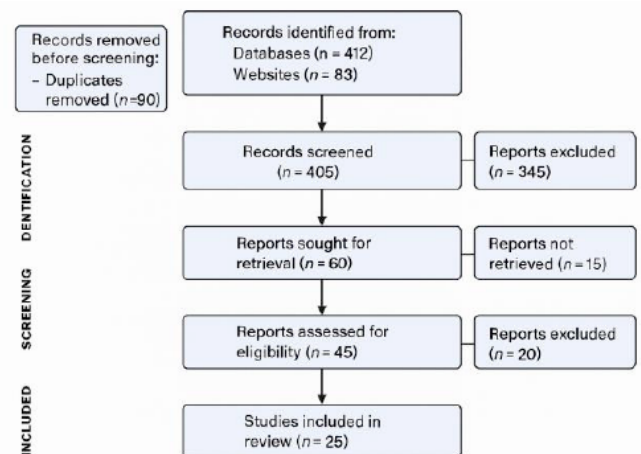 Records removed
before screening:
– Duplicates
removed (n=90)
Records identified from:
Databases (n = 412)
Websites (n = 83)
DENTIFICATION
Records screened
(n = 405)
Reports excluded
(n = 345)
Reports sought for
retrieval (n = 60)
Reports not
retrieved (n = 15)
SCREENING
Reports assessed for
eligibility (n = 45)
Reports excluded
(n = 20)
INCLUDED
Studies included in
review (n = 25)